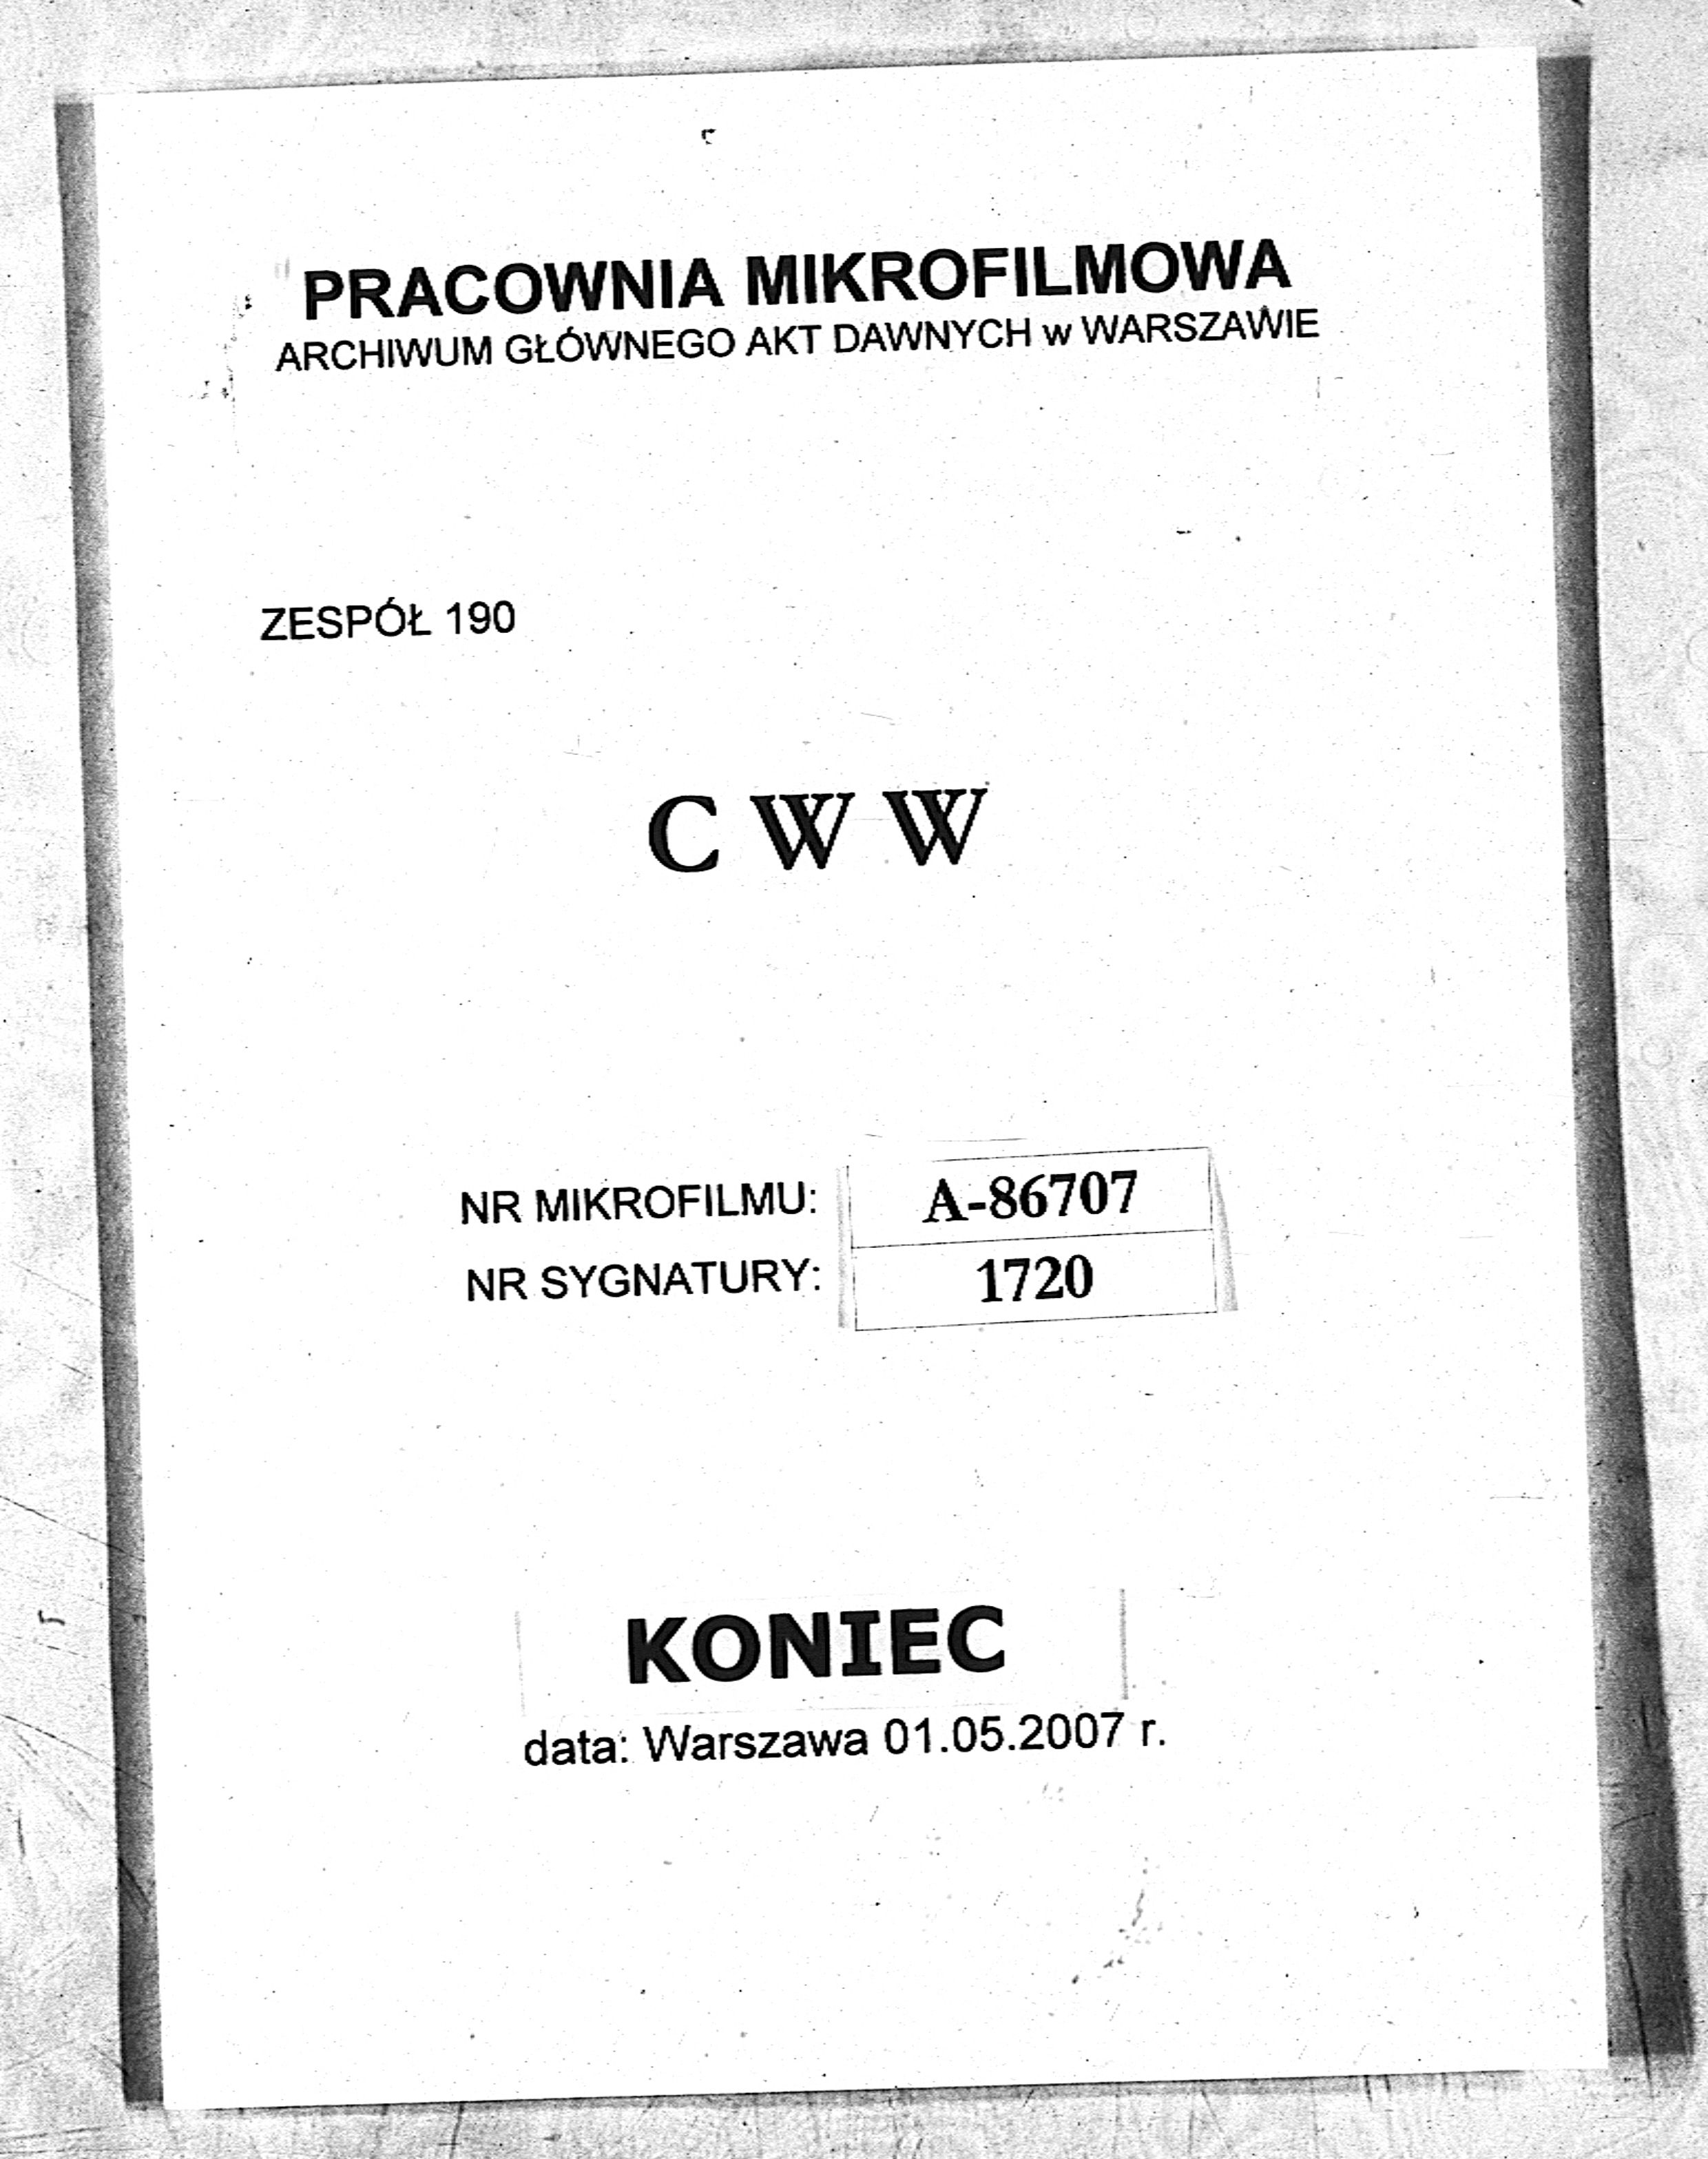 PRACOWNIA MIKROFILMOWA
ARCHIWUM GŁÓWNEGO AKT DAWNYCH w WARSZAWIE
ZESPÓŁ 190
C W W
NR MIKROFILMU: A-86707
NR SYGNATURY: 1720
KONIEC
data: Warszawa 01.05.2007 r.